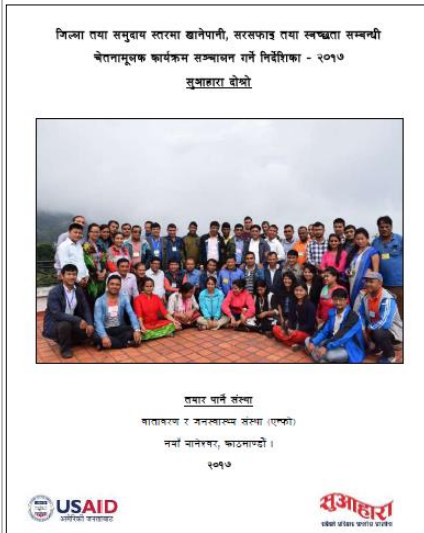 जिल्ला तथा समुदाय स्तरमा खानेपानी, सरसफाइ तथा स्वच्छता सम्बन्धी
चेतनामूलक कार्यक्रम सञ्चालन गर्ने निर्देशिका - २०१७
सुआहारा दोश्रो
तयार पार्ने संस्था
वातावरण र जनस्वास्थ्य संस्था (एन्फो)
नयाँ बानेश्वर, काठमाण्डौं ।
२०१७
USAID
अमेरिकी जनताबाट
सुआहारा